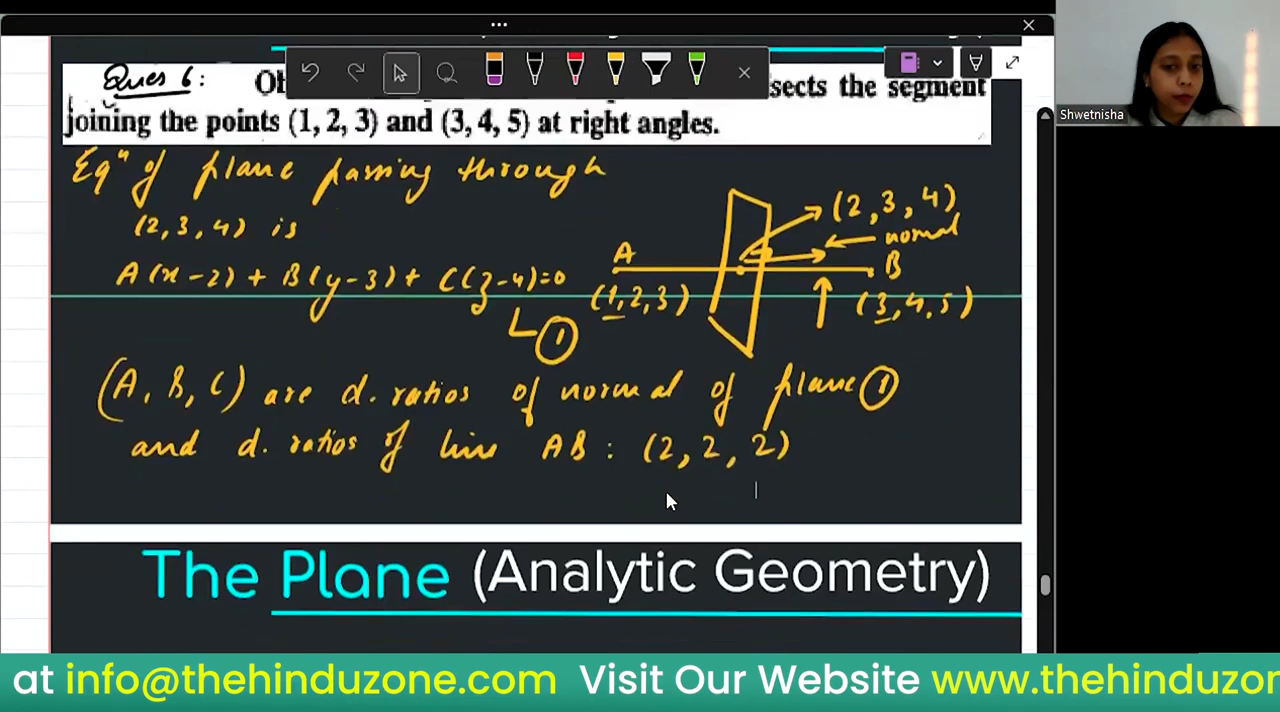 Ques 6: Ob sects the segment
joining the points (1, 2, 3) and (3, 4, 5) at right angles.
Eqⁿ of plane passing through
(2, 3, 4) is
A(x-2) + B(y-3) + C(z-4)=0
①
(2, 3, 4)
normal
A
B
(1, 2, 3)
(3, 4, 5)
(A, B, C) are d. ratios of normal of plane ①
and d. ratios of line AB : (2, 2, 2)
The Plane (Analytic Geometry)
Shwetnisha
at info@thehinduzone.com Visit Our Website www.thehinduzon